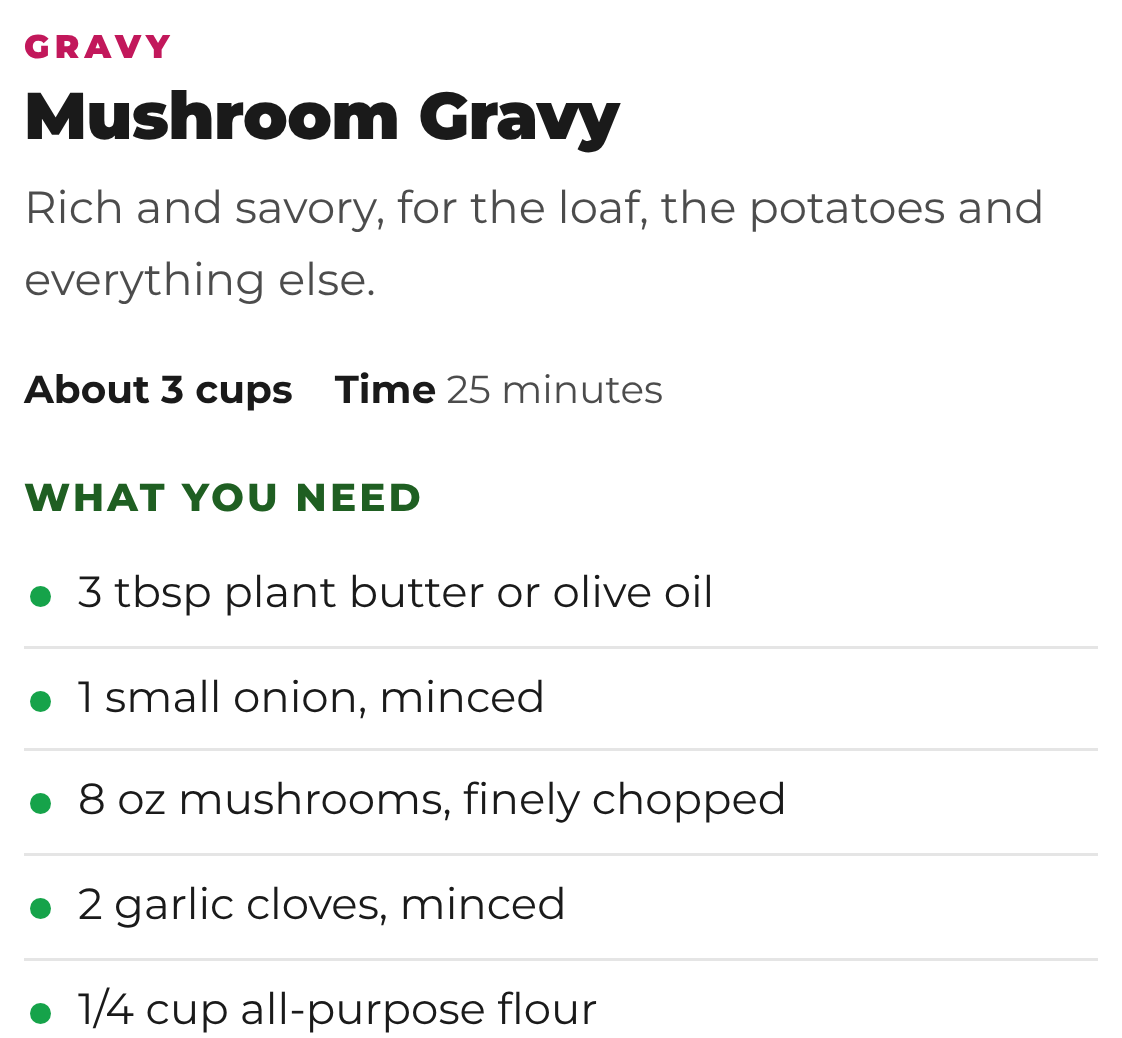 GRAVY
Mushroom Gravy
Rich and savory, for the loaf, the potatoes and
everything else.
About 3 cups Time 25 minutes
WHAT YOU NEED
3 tbsp plant butter or olive oil
1 small onion, minced
8 oz mushrooms, finely chopped
2 garlic cloves, minced
1/4 cup all-purpose flour